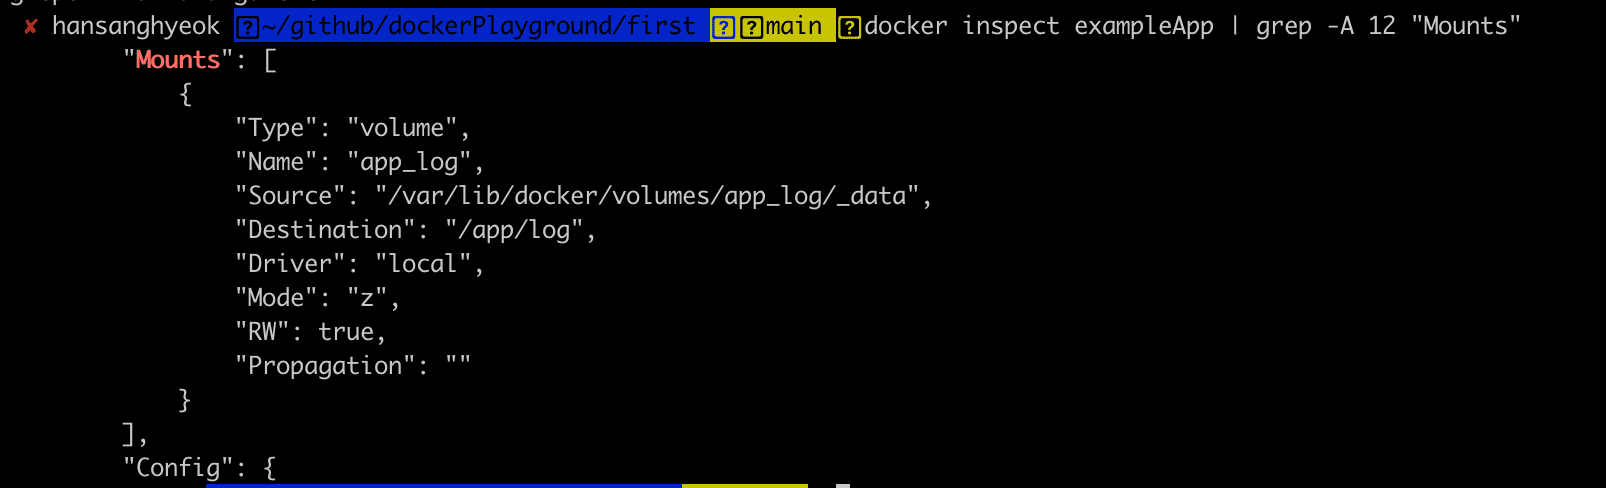 ✘ hansanghyeok ~/github/dockerPlayground/first main docker inspect exampleApp | grep -A 12 "Mounts"
        "Mounts": [
            {
                "Type": "volume",
                "Name": "app_log",
                "Source": "/var/lib/docker/volumes/app_log/_data",
                "Destination": "/app/log",
                "Driver": "local",
                "Mode": "z",
                "RW": true,
                "Propagation": ""
            }
        ],
        "Config": {